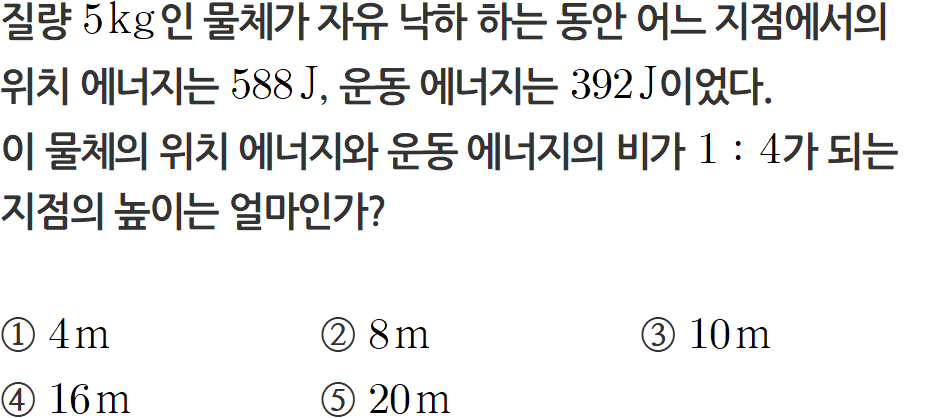 질량 5kg인 물체가 자유 낙하 하는 동안 어느 지점에서의
위치 에너지는 588J, 운동 에너지는 392J이었다.
이 물체의 위치 에너지와 운동 에너지의 비가 1 : 4가 되는
지점의 높이는 얼마인가?
① 4m ② 8m ③ 10m
④ 16m ⑤ 20m